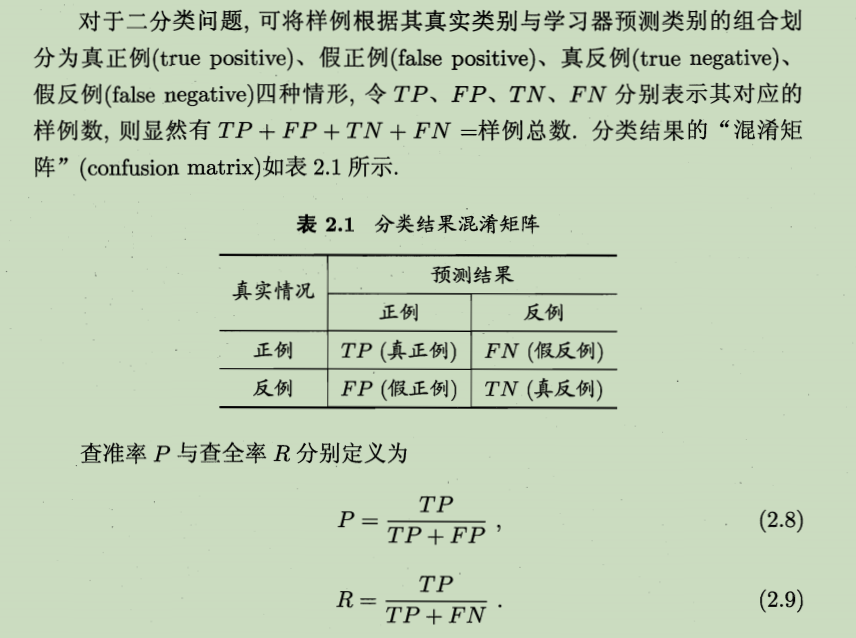 对于二分类问题, 可将样例根据其真实类别与学习器预测类别的组合划
分为真正例(true positive)、假正例(false positive)、真反例(true negative)、
假反例(false negative)四种情形, 令 TP、FP、TN、FN 分别表示其对应的
样例数, 则显然有 TP + FP + TN + FN =样例总数. 分类结果的“混淆矩
阵”(confusion matrix)如表 2.1 所示.
表 2.1 分类结果混淆矩阵
真实情况 预测结果
正例 反例
正例 TP (真正例) FN (假反例)
反例 FP (假正例) TN (真反例)
查准率 P 与查全率 R 分别定义为
P = TP / TP + FP , (2.8)
R = TP / TP + FN . (2.9)